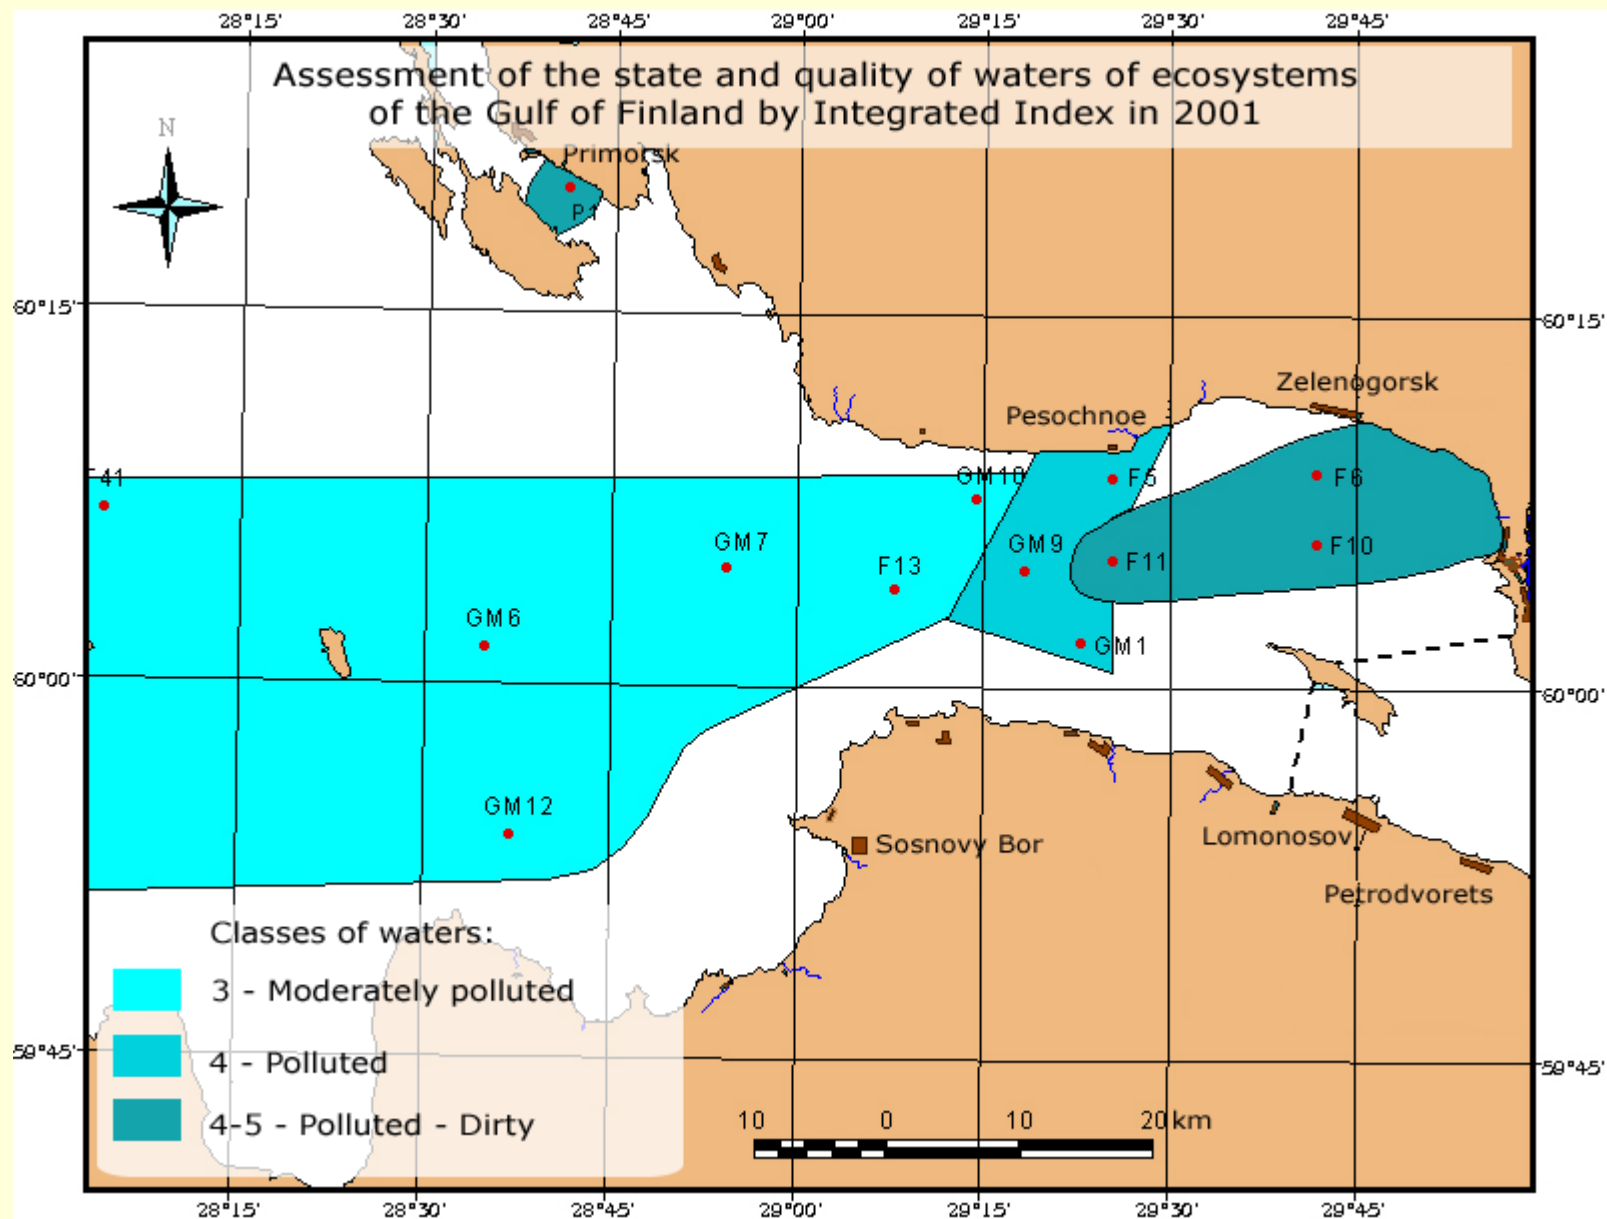 28°15' 28°30' 28°45' 29°00' 29°15' 29°30' 29°45'
Assessment of the state and quality of waters of ecosystems
of the Gulf of Finland by Integrated Index in 2001
N
Primorsk
P1
60°15' 60°15'
Zelenogorsk
Pesochnoe
41 GM10 F5 F6
GM7 GM9 F10
F13 F11
GM6 GM1
60°00' 60°00'
GM12
Sosnovy Bor Lomonosov
Petrodvorets
Classes of waters:
3 - Moderately polluted
4 - Polluted
4-5 - Polluted - Dirty
59°45' 59°45'
10 0 10 20 km
28°15' 28°30' 28°45' 29°00' 29°15' 29°30' 29°45'